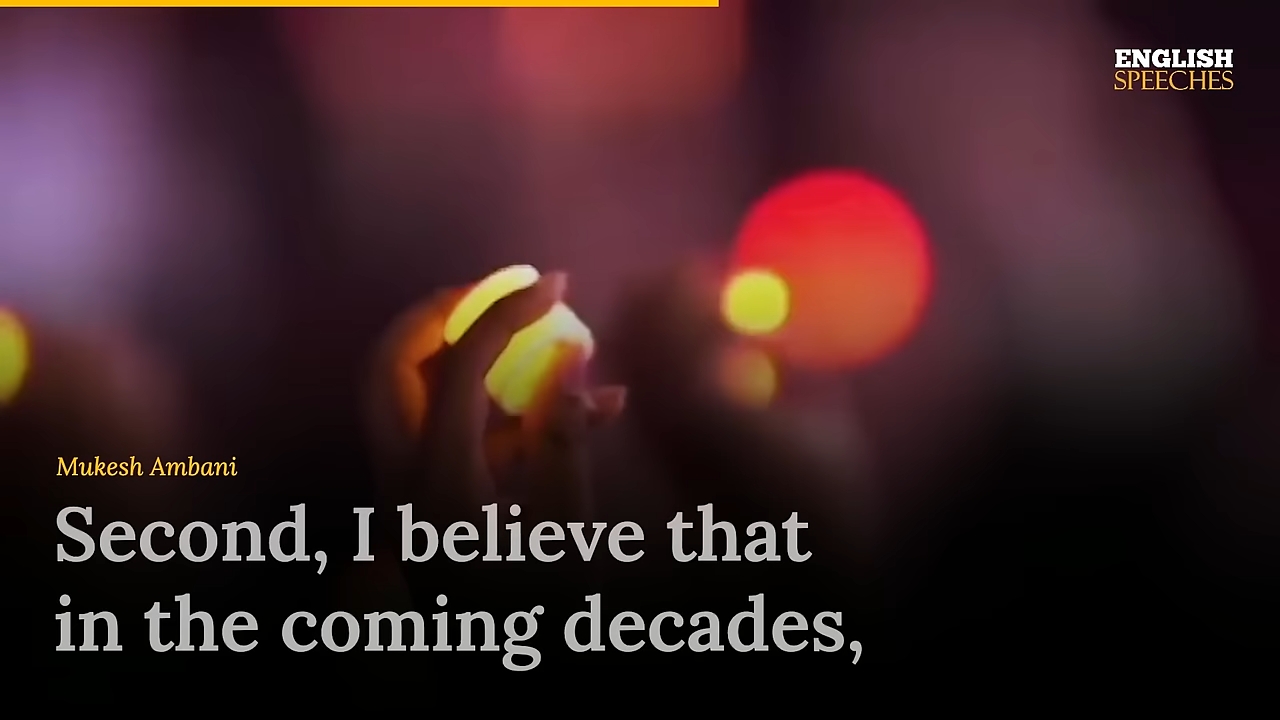 ENGLISH
SPEECHES
Mukesh Ambani
Second, I believe that
in the coming decades,